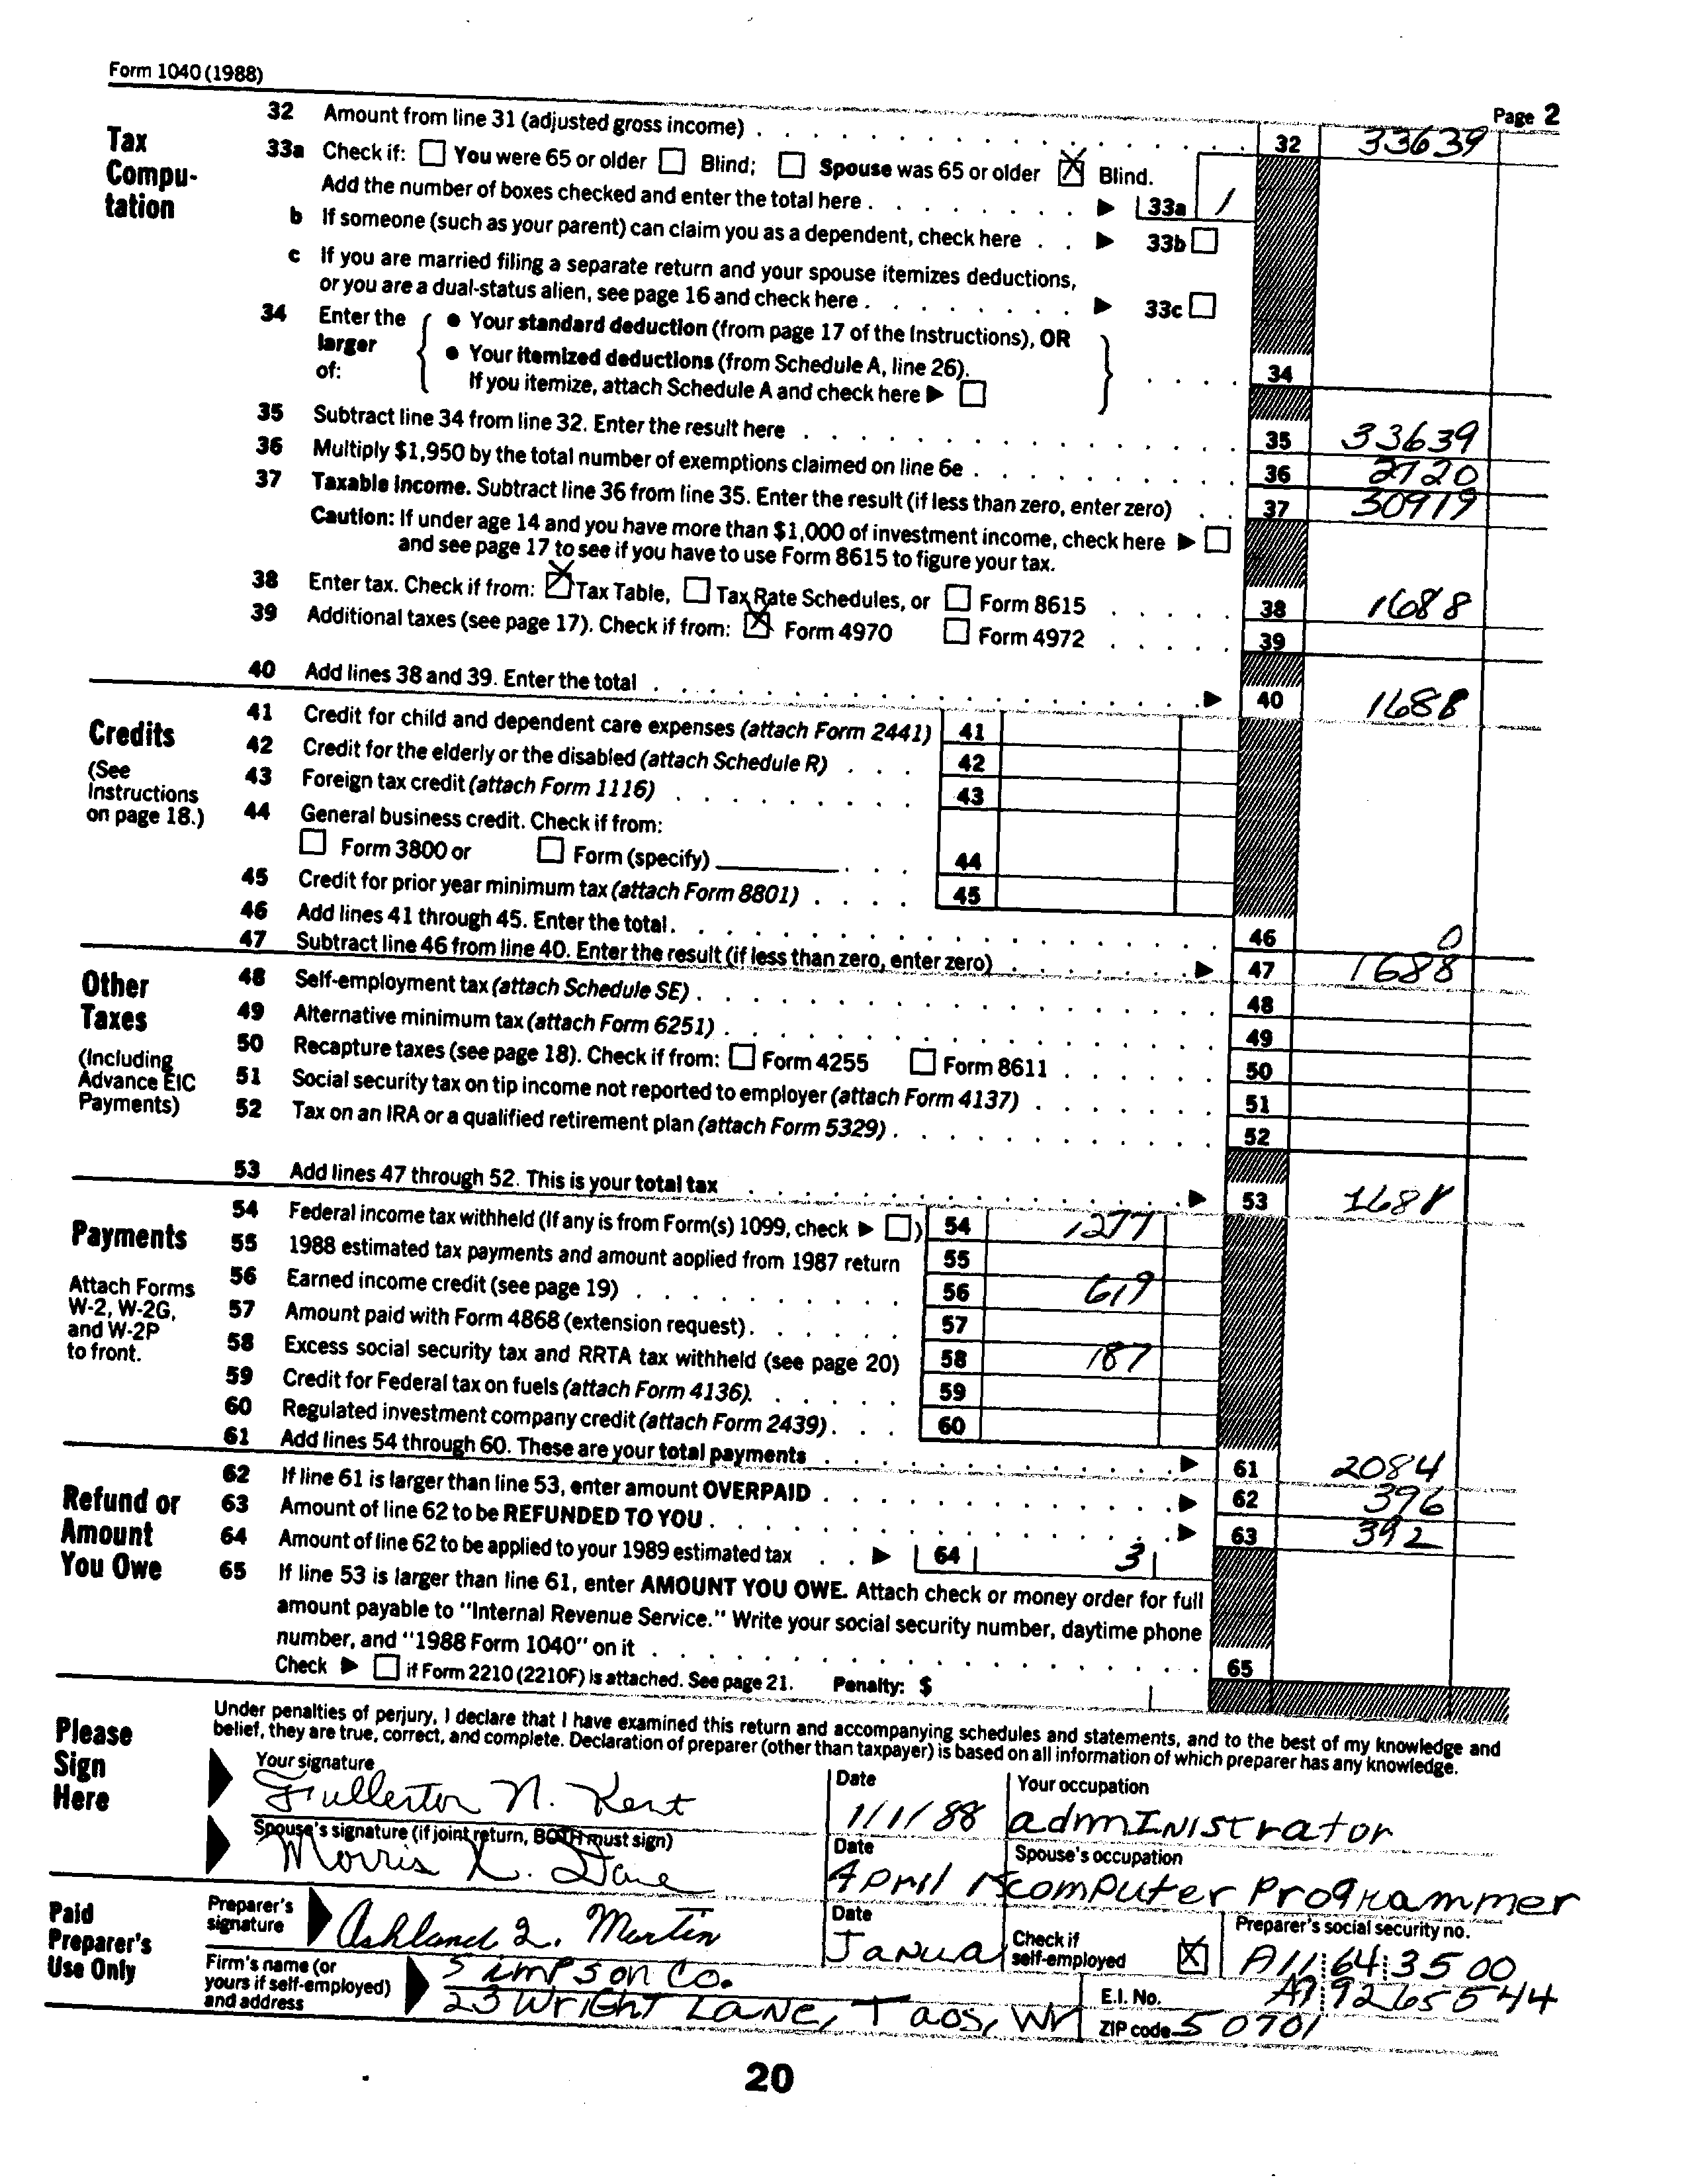 Form 1040 (1988)
Page 2
Tax Compu-tation
32 Amount from line 31 (adjusted gross income) . . . . 32 33639
33a Check if: ☐ You were 65 or older ☐ Blind; ☐ Spouse was 65 or older ☒ Blind.
Add the number of boxes checked and enter the total here . . . . ▶ 33a 1
b If someone (such as your parent) can claim you as a dependent, check here . . ▶ 33b ☐
c If you are married filing a separate return and your spouse itemizes deductions,
or you are a dual-status alien, see page 16 and check here . . . . ▶ 33c ☐
34 Enter the larger of: { • Your standard deduction (from page 17 of the Instructions), OR
• Your itemized deductions (from Schedule A, line 26).
If you itemize, attach Schedule A and check here ▶ ☐ } . . . . 34
35 Subtract line 34 from line 32. Enter the result here . . . . 35 33639
36 Multiply $1,950 by the total number of exemptions claimed on line 6e . . . . 36 2720
37 Taxable income. Subtract line 36 from line 35. Enter the result (if less than zero, enter zero) . . 37 30919
Caution: If under age 14 and you have more than $1,000 of investment income, check here ▶ ☐
and see page 17 to see if you have to use Form 8615 to figure your tax.
38 Enter tax. Check if from: ☒ Tax Table, ☐ Tax Rate Schedules, or ☐ Form 8615 . . . . 38 1688
39 Additional taxes (see page 17). Check if from: ☒ Form 4970 ☐ Form 4972 . . . . 39
40 Add lines 38 and 39. Enter the total . . . . ▶ 40 1688
Credits
(See Instructions on page 18.)
41 Credit for child and dependent care expenses (attach Form 2441) 41
42 Credit for the elderly or the disabled (attach Schedule R) . . . 42
43 Foreign tax credit (attach Form 1116) . . . . 43
44 General business credit. Check if from:
☐ Form 3800 or ☐ Form (specify) ________ . . . 44
45 Credit for prior year minimum tax (attach Form 8801) . . . . 45
46 Add lines 41 through 45. Enter the total . . . . 46 0
47 Subtract line 46 from line 40. Enter the result (if less than zero, enter zero) . . . . ▶ 47 1688
Other Taxes
(Including Advance EIC Payments)
48 Self-employment tax (attach Schedule SE) . . . . 48
49 Alternative minimum tax (attach Form 6251) . . . . 49
50 Recapture taxes (see page 18). Check if from: ☐ Form 4255 ☐ Form 8611 . . . . 50
51 Social security tax on tip income not reported to employer (attach Form 4137) . . . . 51
52 Tax on an IRA or a qualified retirement plan (attach Form 5329) . . . . 52
53 Add lines 47 through 52. This is your total tax . . . . ▶ 53 1688
Payments
Attach Forms W-2, W-2G, and W-2P to front.
54 Federal income tax withheld (If any is from Form(s) 1099, check ▶ ☐) 54 1277
55 1988 estimated tax payments and amount applied from 1987 return 55
56 Earned income credit (see page 19) . . . . 56 619
57 Amount paid with Form 4868 (extension request) . . . . 57
58 Excess social security tax and RRTA tax withheld (see page 20) 58 187
59 Credit for Federal tax on fuels (attach Form 4136). . . . 59
60 Regulated investment company credit (attach Form 2439) . . . 60
61 Add lines 54 through 60. These are your total payments . . . . ▶ 61 2084
Refund or Amount You Owe
62 If line 61 is larger than line 53, enter amount OVERPAID . . . . ▶ 62 396
63 Amount of line 62 to be REFUNDED TO YOU . . . . ▶ 63 392
64 Amount of line 62 to be applied to your 1989 estimated tax . . ▶ 64 3
65 If line 53 is larger than line 61, enter AMOUNT YOU OWE. Attach check or money order for full
amount payable to "Internal Revenue Service." Write your social security number, daytime phone
number, and "1988 Form 1040" on it . . . . 65
Check ▶ ☐ if Form 2210 (2210F) is attached. See page 21. Penalty: $
Please Sign Here
Under penalties of perjury, I declare that I have examined this return and accompanying schedules and statements, and to the best of my knowledge and
belief, they are true, correct, and complete. Declaration of preparer (other than taxpayer) is based on all information of which preparer has any knowledge.
Your signature Date Your occupation
Fullerton N. Kent 1/1/88 adminIstrator
Spouse's signature (if joint return, BOTH must sign) Date Spouse's occupation
Morris X. Dane April 15 computer Programmer
Paid Preparer's Use Only
Preparer's signature Ashland 2. Martin Date Janua Check if self-employed ☒ Preparer's social security no. A11 64 3500
Firm's name (or yours if self-employed) and address Simpson Co. E.I. No. A79265544
23 WriGht Lane, Taos, WY ZIP code 50701
20